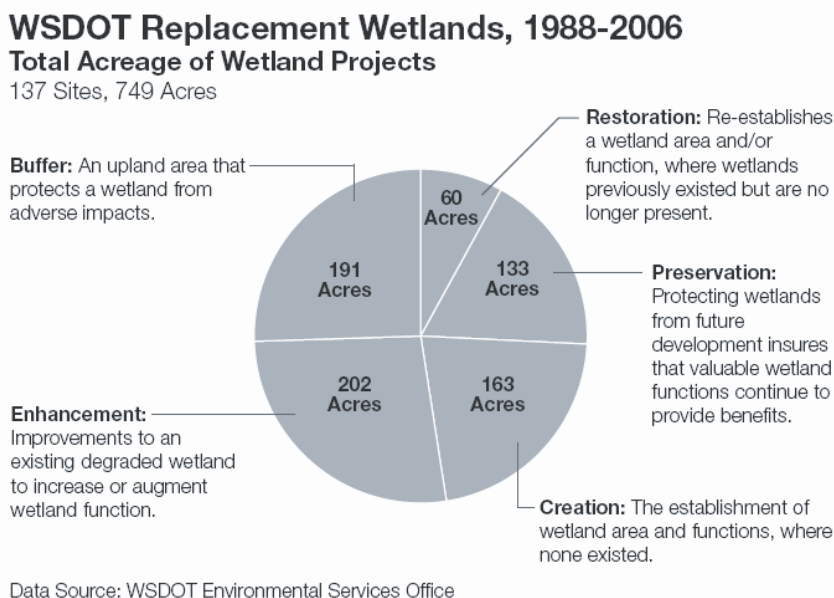 WSDOT Replacement Wetlands, 1988-2006
Total Acreage of Wetland Projects
137 Sites, 749 Acres
Restoration: Re-establishes
a wetland area and/or
function, where wetlands
previously existed but are no
longer present.
Buffer: An upland area that
protects a wetland from
adverse impacts.
60
Acres
191
Acres
133
Acres
Preservation:
Protecting wetlands
from future
development insures
that valuable wetland
functions continue to
provide benefits.
202
Acres
163
Acres
Enhancement:
Improvements to an
existing degraded wetland
to increase or augment
wetland function.
Creation: The establishment of
wetland area and functions, where
none existed.
Data Source: WSDOT Environmental Services Office